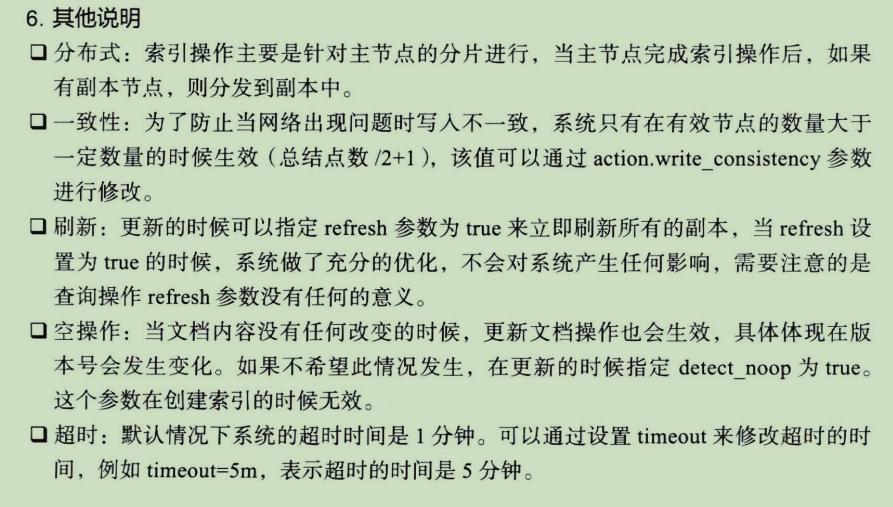 6. 其他说明
❑ 分布式：索引操作主要是针对主节点的分片进行，当主节点完成索引操作后，如果
有副本节点，则分发到副本中。
❑ 一致性：为了防止当网络出现问题时写入不一致，系统只有在有效节点的数量大于
一定数量的时候生效（总结点数 /2+1），该值可以通过 action.write_consistency 参数
进行修改。
❑ 刷新：更新的时候可以指定 refresh 参数为 true 来立即刷新所有的副本，当 refresh 设
置为 true 的时候，系统做了充分的优化，不会对系统产生任何影响，需要注意的是
查询操作 refresh 参数没有任何的意义。
❑ 空操作：当文档内容没有任何改变的时候，更新文档操作也会生效，具体体现在版
本号会发生变化。如果不希望此情况发生，在更新的时候指定 detect_noop 为 true。
这个参数在创建索引的时候无效。
❑ 超时：默认情况下系统的超时时间是 1 分钟。可以通过设置 timeout 来修改超时的时
间，例如 timeout=5m，表示超时的时间是 5 分钟。